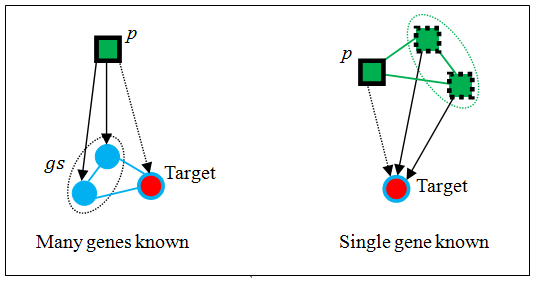 p
gs
Target
Many genes known
p
Target
Single gene known